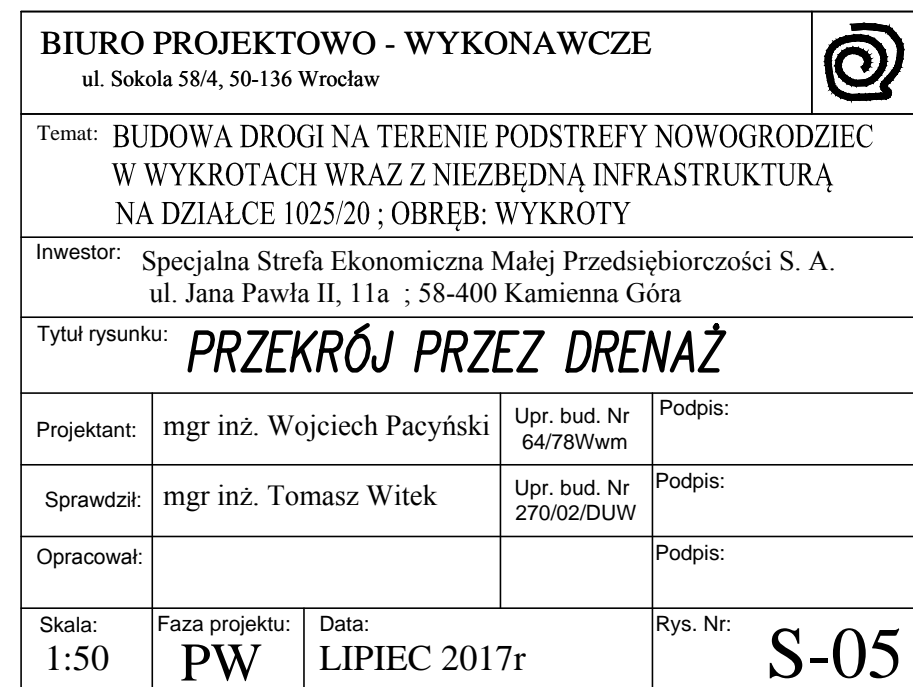 BIURO PROJEKTOWO - WYKONAWCZE
ul. Sokola 58/4, 50-136 Wrocław
Temat: BUDOWA DROGI NA TERENIE PODSTREFY NOWOGRODZIEC
W WYKROTACH WRAZ Z NIEZBĘDNĄ INFRASTRUKTURĄ
NA DZIAŁCE 1025/20 ; OBRĘB: WYKROTY
Inwestor: Specjalna Strefa Ekonomiczna Małej Przedsiębiorczości S. A.
ul. Jana Pawła II, 11a ; 58-400 Kamienna Góra
Tytuł rysunku: PRZEKRÓJ PRZEZ DRENAŻ
Projektant: mgr inż. Wojciech Pacyński Upr. bud. Nr Podpis:
64/78Wwm
Sprawdził: mgr inż. Tomasz Witek Upr. bud. Nr Podpis:
270/02/DUW
Opracował: Podpis:
Skala: Faza projektu: Data: Rys. Nr:
1:50 PW LIPIEC 2017r S-05